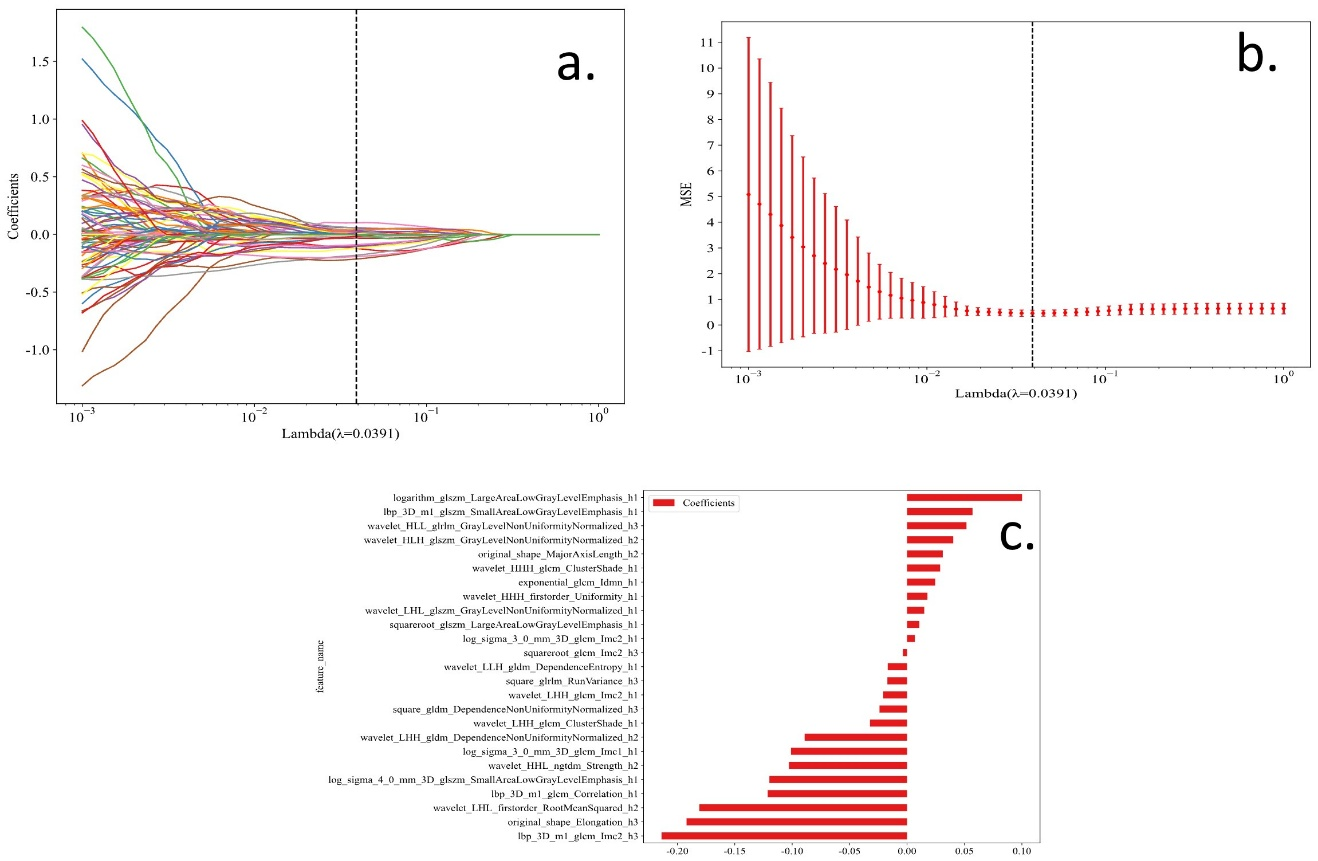 a.
1.5
1.0
0.5
0.0
-0.5
-1.0
Coefficients
10⁻³ 10⁻² 10⁻¹ 10⁰
Lambda(λ=0.0391)
b.
11
10
9
8
7
6
5
4
3
2
1
0
-1
MSE
10⁻³ 10⁻² 10⁻¹ 10⁰
Lambda(λ=0.0391)
c.
Coefficients
feature_name
logarithm_glszm_LargeAreaLowGrayLevelEmphasis_h1
lbp_3D_m1_glszm_SmallAreaLowGrayLevelEmphasis_h1
wavelet_HLL_glrlm_GrayLevelNonUniformityNormalized_h3
wavelet_HLH_glszm_GrayLevelNonUniformityNormalized_h2
original_shape_MajorAxisLength_h2
wavelet_HHH_glcm_ClusterShade_h1
exponential_glcm_Idmn_h1
wavelet_HHH_firstorder_Uniformity_h1
wavelet_LHL_glszm_GrayLevelNonUniformityNormalized_h1
squareroot_glszm_LargeAreaLowGrayLevelEmphasis_h1
log_sigma_3_0_mm_3D_glcm_Imc2_h1
squareroot_glcm_Imc2_h3
wavelet_LLH_gldm_DependenceEntropy_h1
square_glrlm_RunVariance_h3
wavelet_LHH_glcm_Imc2_h1
square_gldm_DependenceNonUniformityNormalized_h3
wavelet_LHH_glcm_ClusterShade_h1
wavelet_LHH_gldm_DependenceNonUniformityNormalized_h2
log_sigma_3_0_mm_3D_glcm_Imc1_h1
wavelet_HHL_ngtdm_Strength_h2
log_sigma_4_0_mm_3D_glszm_SmallAreaLowGrayLevelEmphasis_h1
lbp_3D_m1_glcm_Correlation_h1
wavelet_LHL_firstorder_RootMeanSquared_h2
original_shape_Elongation_h3
lbp_3D_m1_glcm_Imc2_h3
-0.20 -0.15 -0.10 -0.05 0.00 0.05 0.10